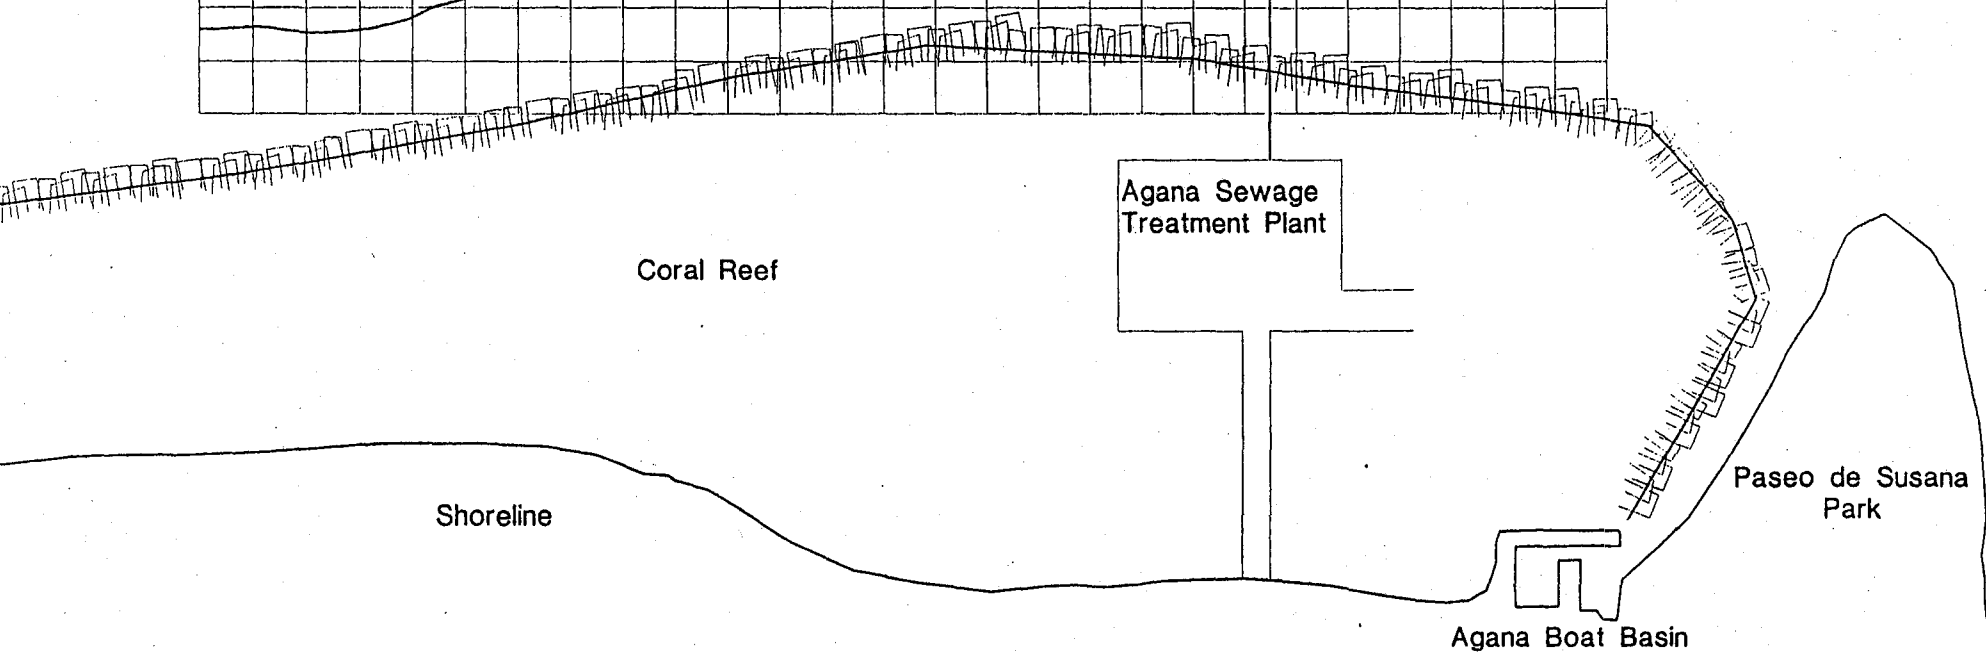 Agana Sewage
Treatment Plant
Coral Reef
Paseo de Susana
Park
Shoreline
Agana Boat Basin